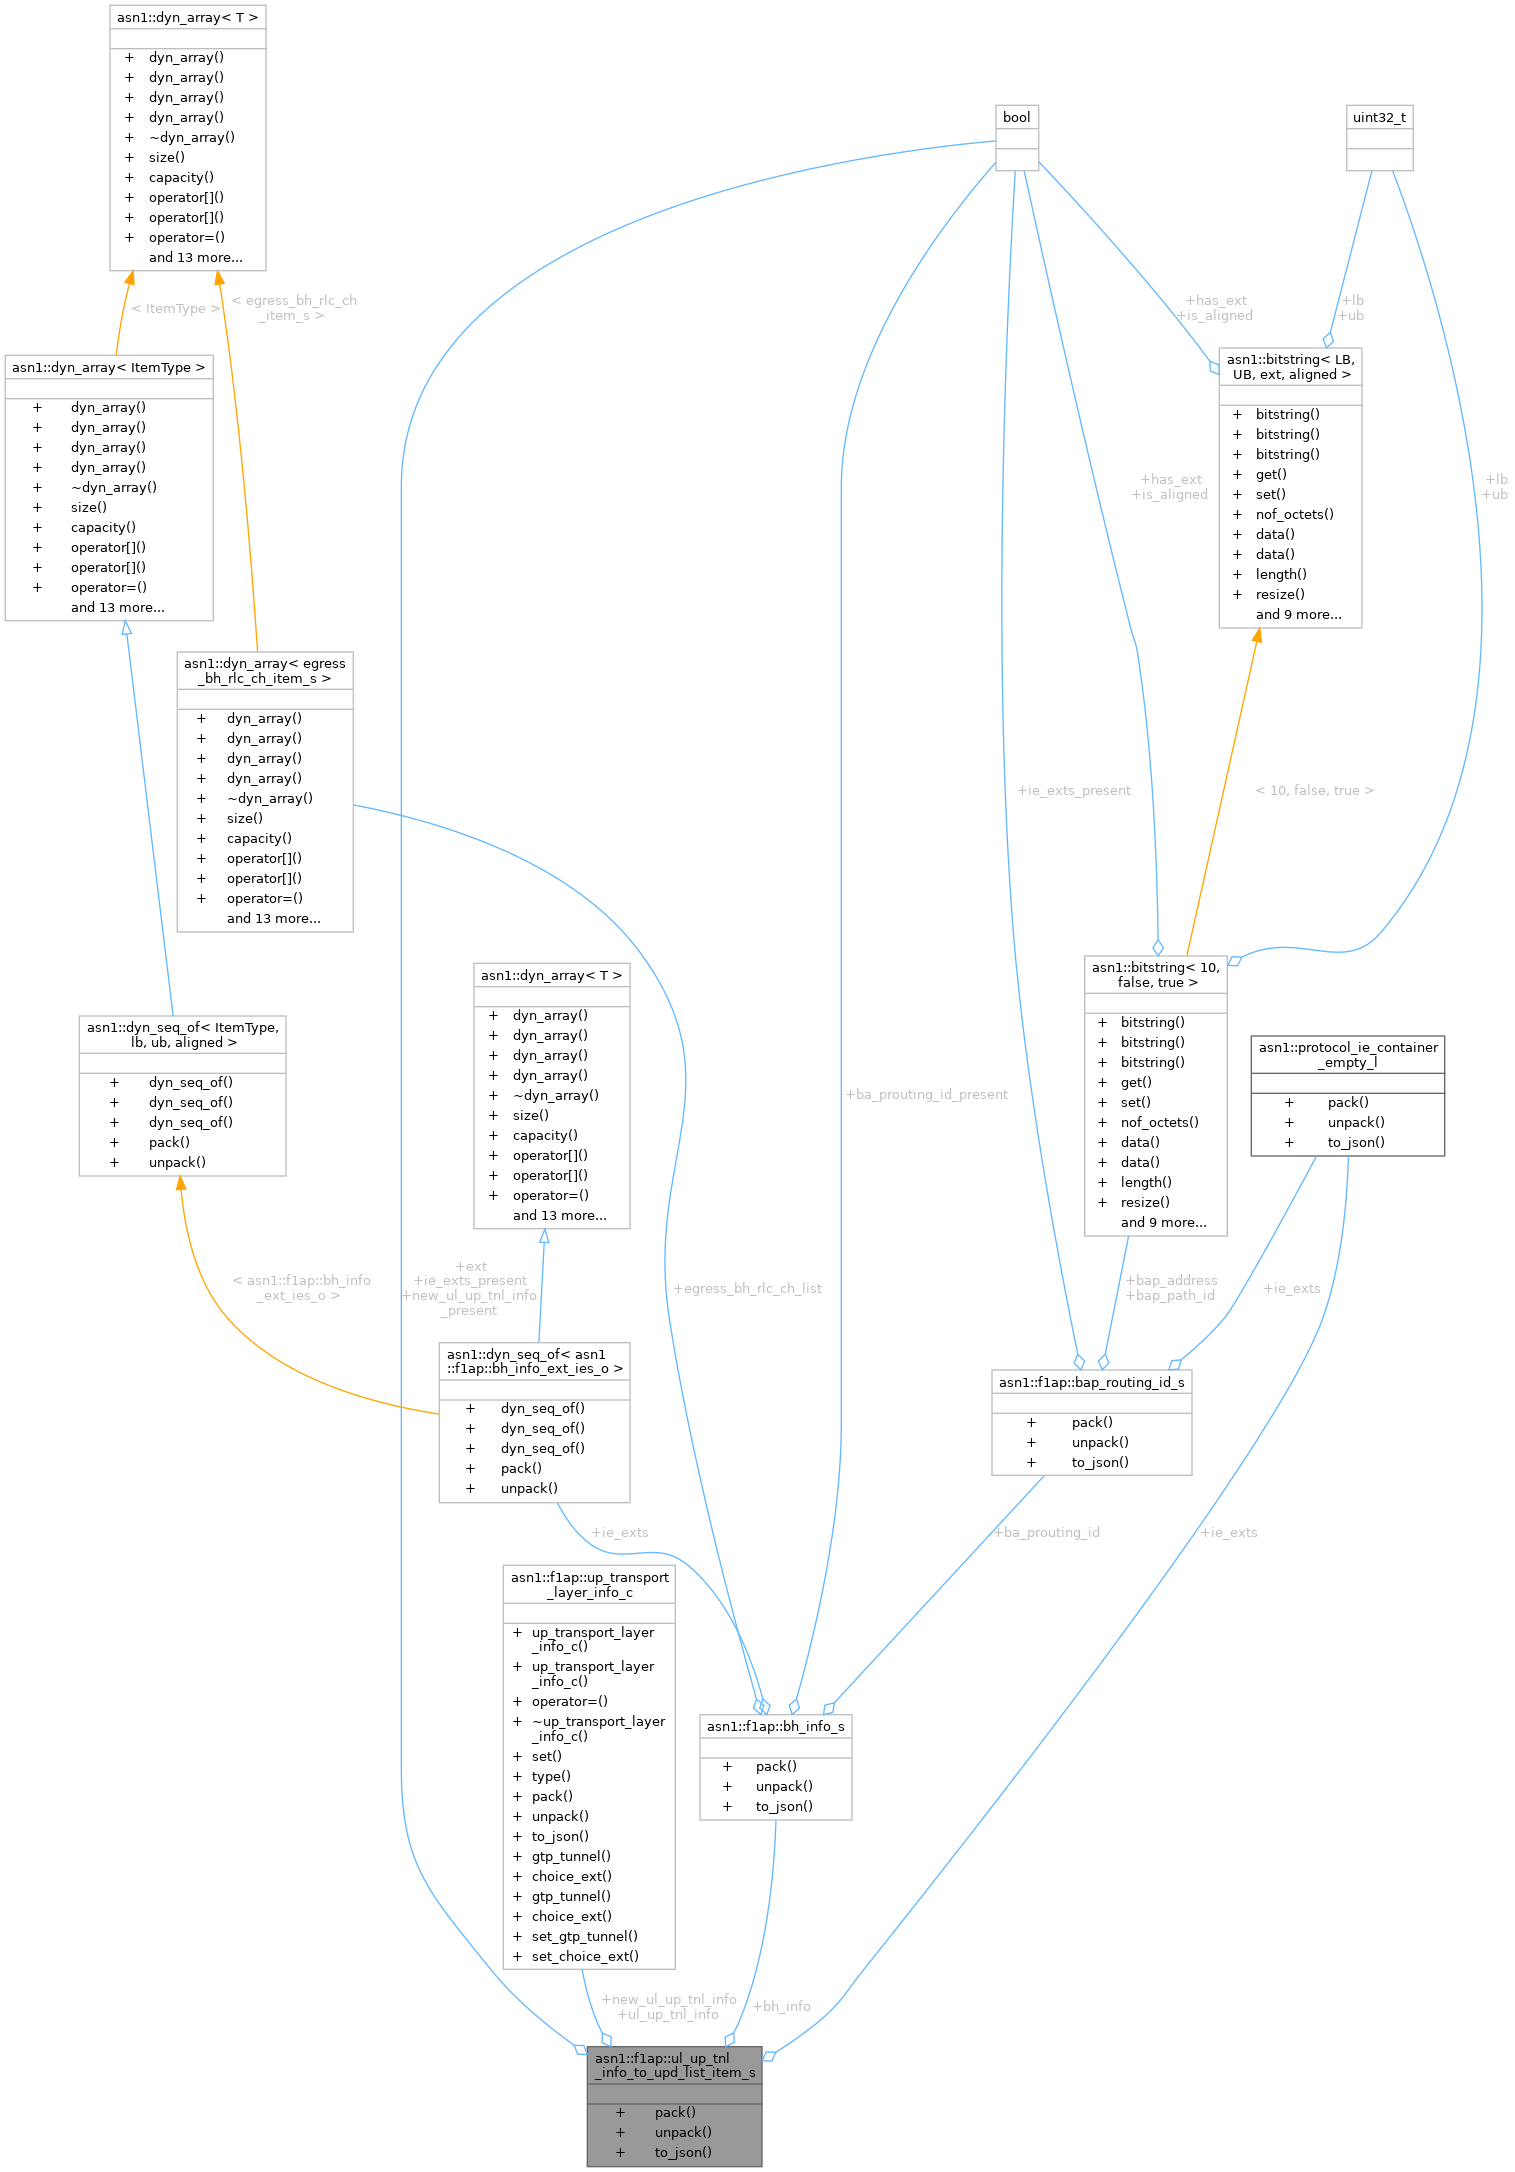 asn1::dyn_array< T >
+ dyn_array()
+ dyn_array()
+ dyn_array()
+ dyn_array()
+ ~dyn_array()
+ size()
+ capacity()
+ operator[]()
+ operator[]()
+ operator=()
and 13 more...
bool
uint32_t
< ItemType >
< egress_bh_rlc_ch
_item_s >
+has_ext
+is_aligned
+lb
+ub
asn1::dyn_array< ItemType >
+ dyn_array()
+ dyn_array()
+ dyn_array()
+ dyn_array()
+ ~dyn_array()
+ size()
+ capacity()
+ operator[]()
+ operator[]()
+ operator=()
and 13 more...
asn1::bitstring< LB,
UB, ext, aligned >
+ bitstring()
+ bitstring()
+ bitstring()
+ get()
+ set()
+ nof_octets()
+ data()
+ data()
+ length()
+ resize()
and 9 more...
+has_ext
+is_aligned
+lb
+ub
asn1::dyn_array< egress
_bh_rlc_ch_item_s >
+ dyn_array()
+ dyn_array()
+ dyn_array()
+ dyn_array()
+ ~dyn_array()
+ size()
+ capacity()
+ operator[]()
+ operator[]()
+ operator=()
and 13 more...
+ie_exts_present
< 10, false, true >
asn1::dyn_array< T >
+ dyn_array()
+ dyn_array()
+ dyn_array()
+ dyn_array()
+ ~dyn_array()
+ size()
+ capacity()
+ operator[]()
+ operator[]()
+ operator=()
and 13 more...
asn1::bitstring< 10,
false, true >
+ bitstring()
+ bitstring()
+ bitstring()
+ get()
+ set()
+ nof_octets()
+ data()
+ data()
+ length()
+ resize()
and 9 more...
asn1::dyn_seq_of< ItemType,
lb, ub, aligned >
+ dyn_seq_of()
+ dyn_seq_of()
+ dyn_seq_of()
+ pack()
+ unpack()
asn1::protocol_ie_container
_empty_l
+ pack()
+ unpack()
+ to_json()
+ba_prouting_id_present
< asn1::f1ap::bh_info
_ext_ies_o >
+ext
+ie_exts_present
+new_ul_up_tnl_info
_present
+egress_bh_rlc_ch_list
+bap_address
+bap_path_id
+ie_exts
asn1::dyn_seq_of< asn1
::f1ap::bh_info_ext_ies_o >
+ dyn_seq_of()
+ dyn_seq_of()
+ dyn_seq_of()
+ pack()
+ unpack()
asn1::f1ap::bap_routing_id_s
+ pack()
+ unpack()
+ to_json()
+ie_exts
+ba_prouting_id
+ie_exts
asn1::f1ap::up_transport
_layer_info_c
+ up_transport_layer
_info_c()
+ up_transport_layer
_info_c()
+ operator=()
+ ~up_transport_layer
_info_c()
+ set()
+ type()
+ pack()
+ unpack()
+ to_json()
+ gtp_tunnel()
+ choice_ext()
+ gtp_tunnel()
+ choice_ext()
+ set_gtp_tunnel()
+ set_choice_ext()
asn1::f1ap::bh_info_s
+ pack()
+ unpack()
+ to_json()
+new_ul_up_tnl_info
+ul_up_tnl_info
+bh_info
asn1::f1ap::ul_up_tnl
_info_to_upd_list_item_s
+ pack()
+ unpack()
+ to_json()